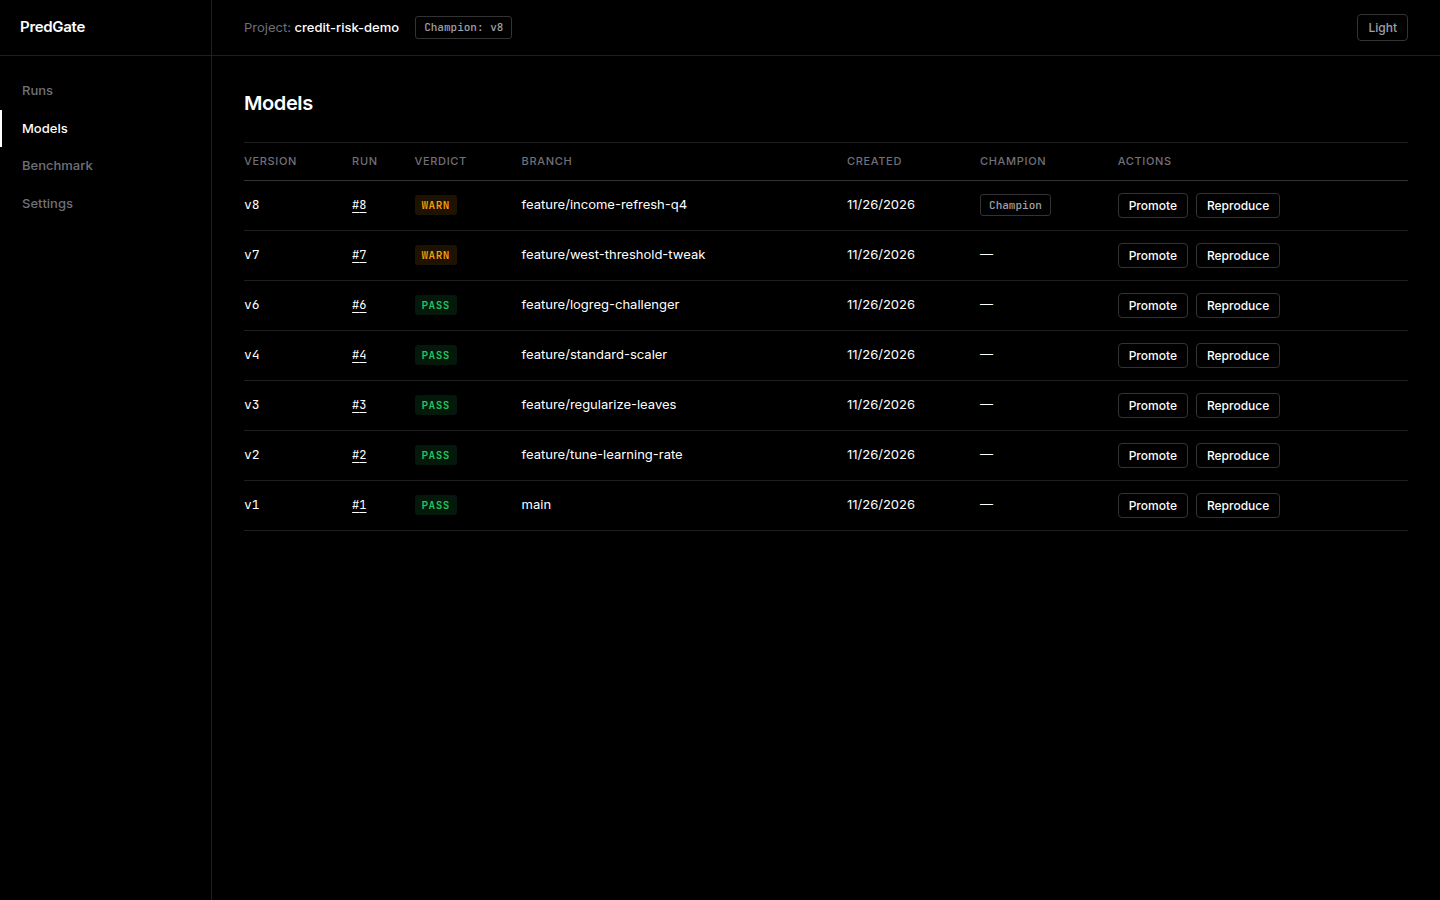 PredGate
Project: credit-risk-demo Champion: v8 Light
Runs
Models
Benchmark
Settings
Models
VERSION RUN VERDICT BRANCH CREATED CHAMPION ACTIONS
v8 #8 WARN feature/income-refresh-q4 11/26/2026 Champion Promote Reproduce
v7 #7 WARN feature/west-threshold-tweak 11/26/2026 — Promote Reproduce
v6 #6 PASS feature/logreg-challenger 11/26/2026 — Promote Reproduce
v4 #4 PASS feature/standard-scaler 11/26/2026 — Promote Reproduce
v3 #3 PASS feature/regularize-leaves 11/26/2026 — Promote Reproduce
v2 #2 PASS feature/tune-learning-rate 11/26/2026 — Promote Reproduce
v1 #1 PASS main 11/26/2026 — Promote Reproduce